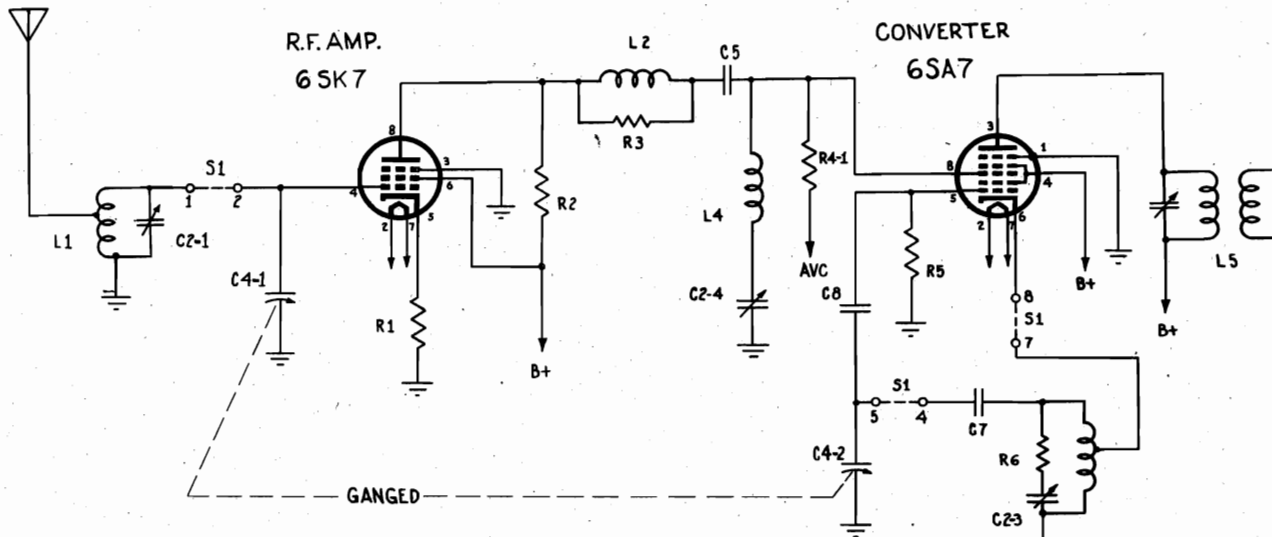 R.F. AMP.
6SK7
L2
C5
CONVERTER
6SA7
8
3
R3
S1
4
3
6
R2
R4-1
8
1
4
5
1
2
L1
C2-1
2
7
5
L4
2
7
6
C4-1
AVC
R5
B+
L5
C2-4
C8
8
S1
7
R1
B+
B+
S1
5
4
C7
C4-2
R6
GANGED
C2-3